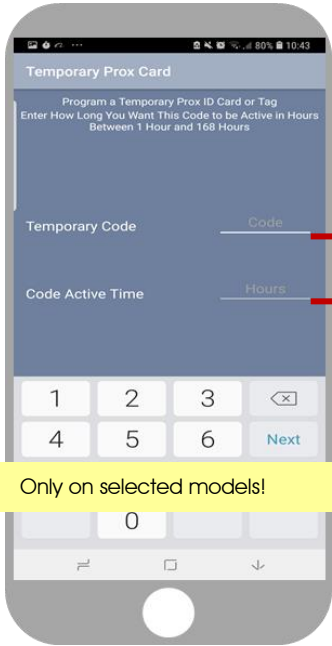 80% 10:43
Temporary Prox Card
Program a Temporary Prox ID Card or Tag
Enter How Long You Want This Code to be Active in Hours
Between 1 Hour and 168 Hours
Temporary Code Code
Code Active Time Hours
1 2 3
4 5 6 Next
Only on selected models!
0